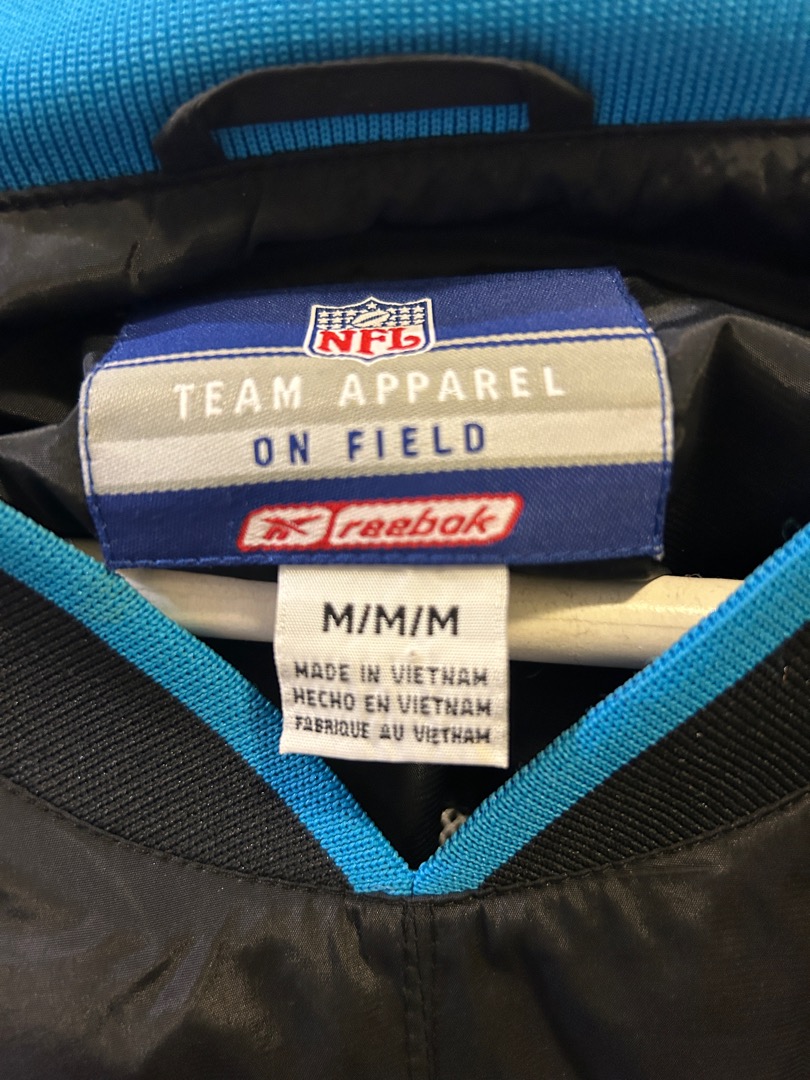 NFL
TEAM APPAREL
ON FIELD
reebok
M/M/M
MADE IN VIETNAM
HECHO EN VIETNAM
FABRIQUE AU VIETNAM